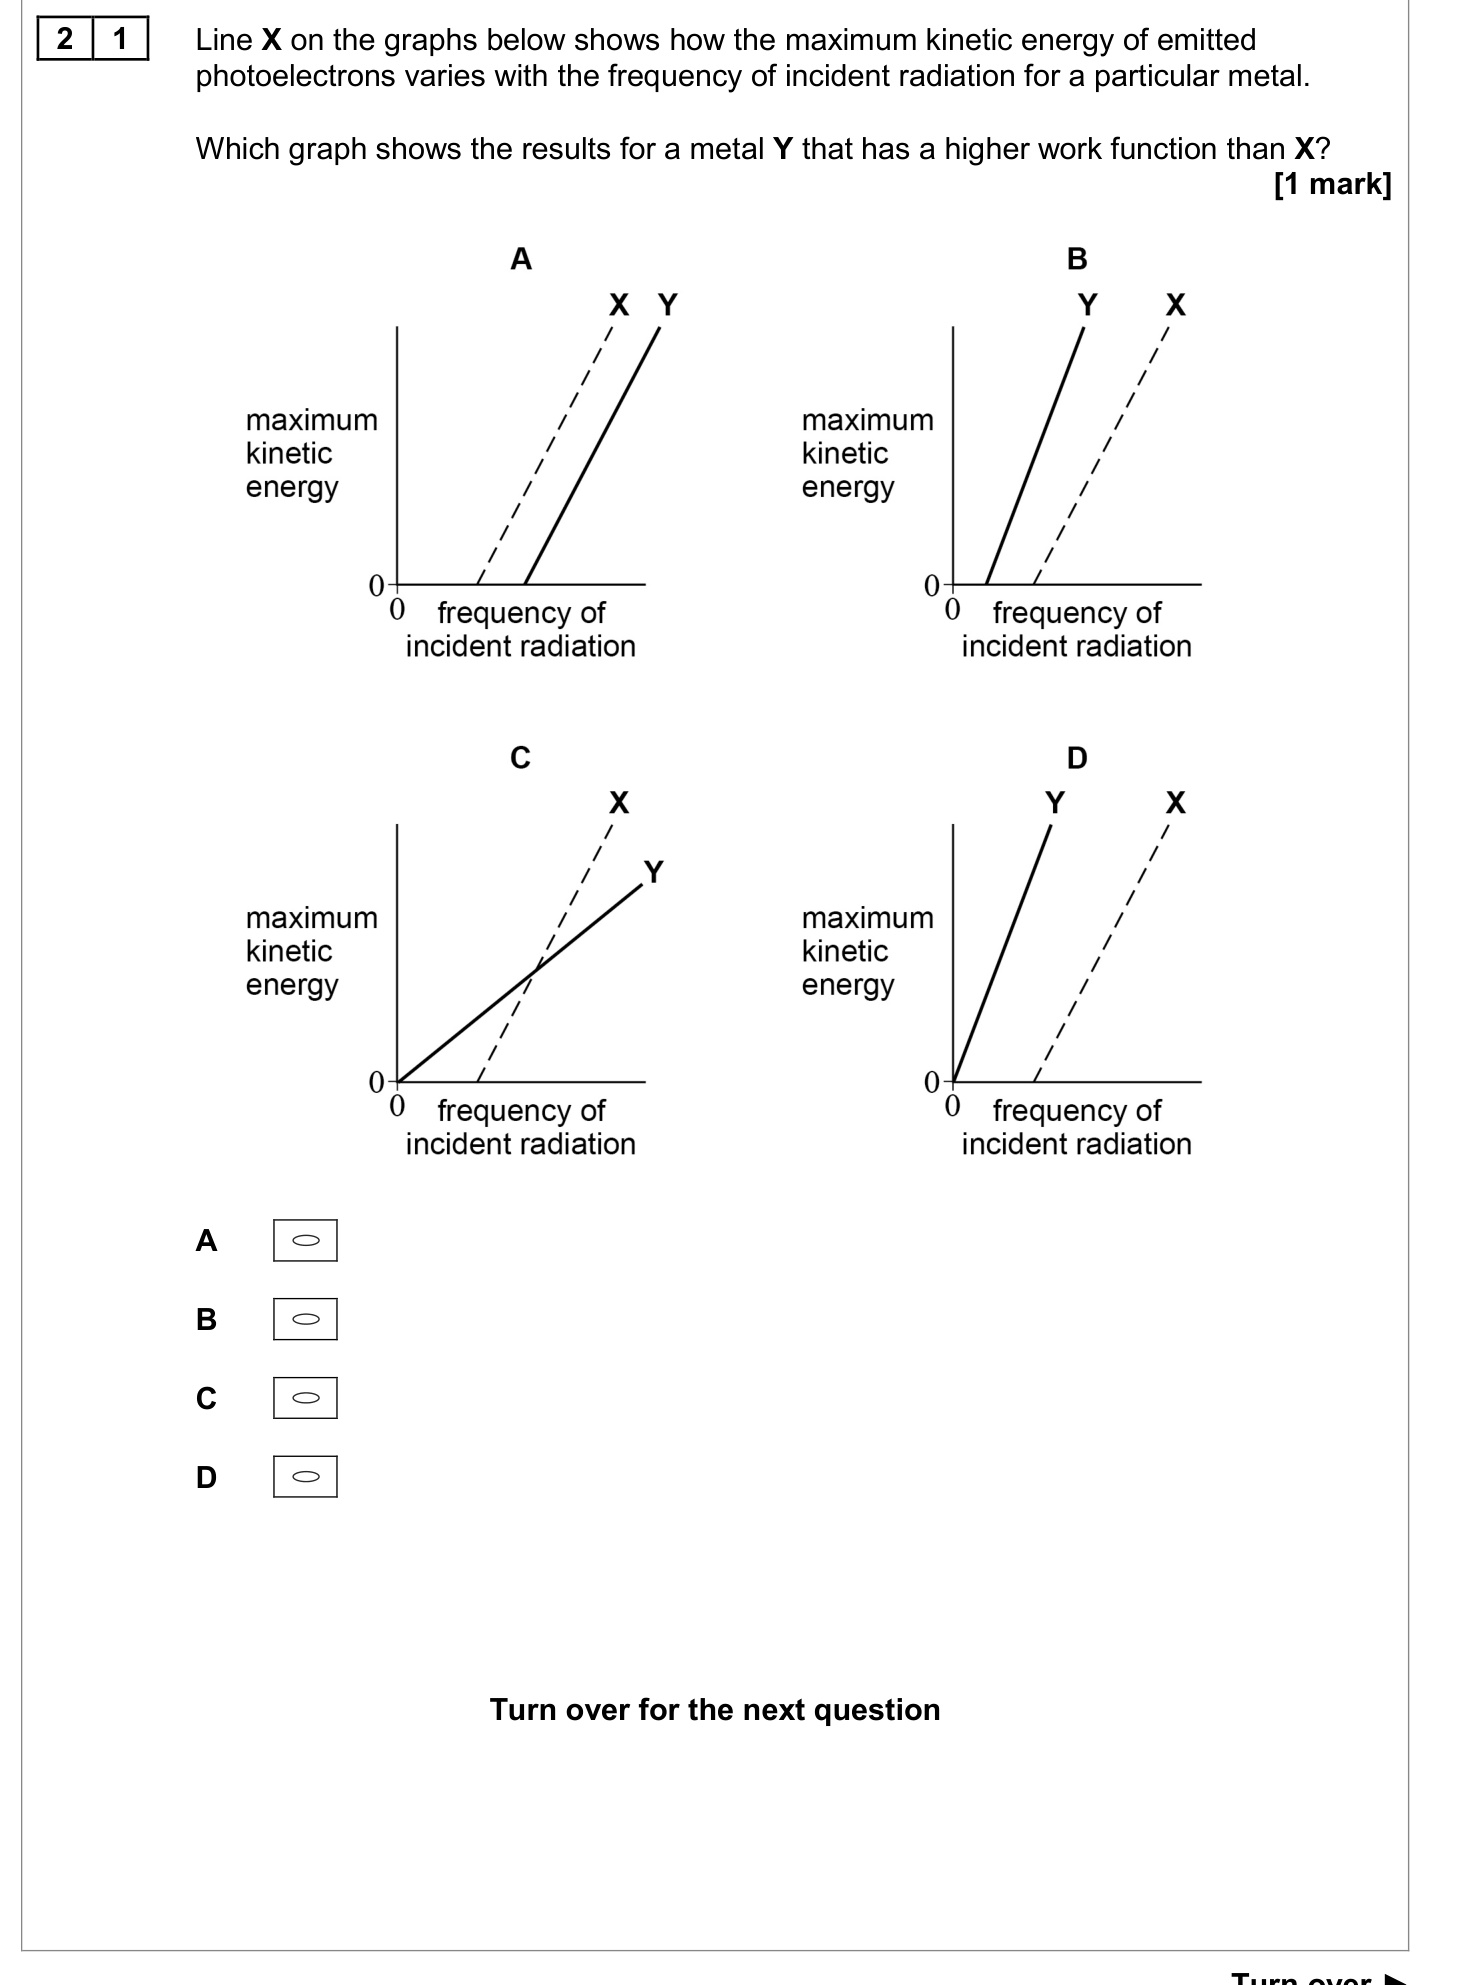 2 1
Line X on the graphs below shows how the maximum kinetic energy of emitted
photoelectrons varies with the frequency of incident radiation for a particular metal.
Which graph shows the results for a metal Y that has a higher work function than X?
[1 mark]
A
X Y
maximum
kinetic
energy
0
0
frequency of
incident radiation
B
Y X
maximum
kinetic
energy
0
0
frequency of
incident radiation
C
X
Y
maximum
kinetic
energy
0
0
frequency of
incident radiation
D
Y X
maximum
kinetic
energy
0
0
frequency of
incident radiation
A
B
C
D
Turn over for the next question
Turn over ►